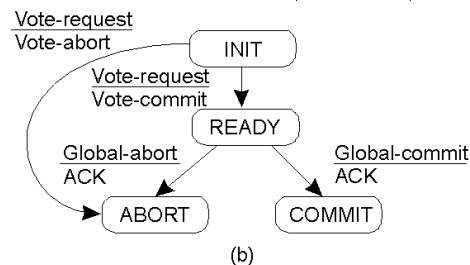 Vote-request
Vote-abort
INIT
Vote-request
Vote-commit
READY
Global-abort
ACK
Global-commit
ACK
ABORT
COMMIT
(b)